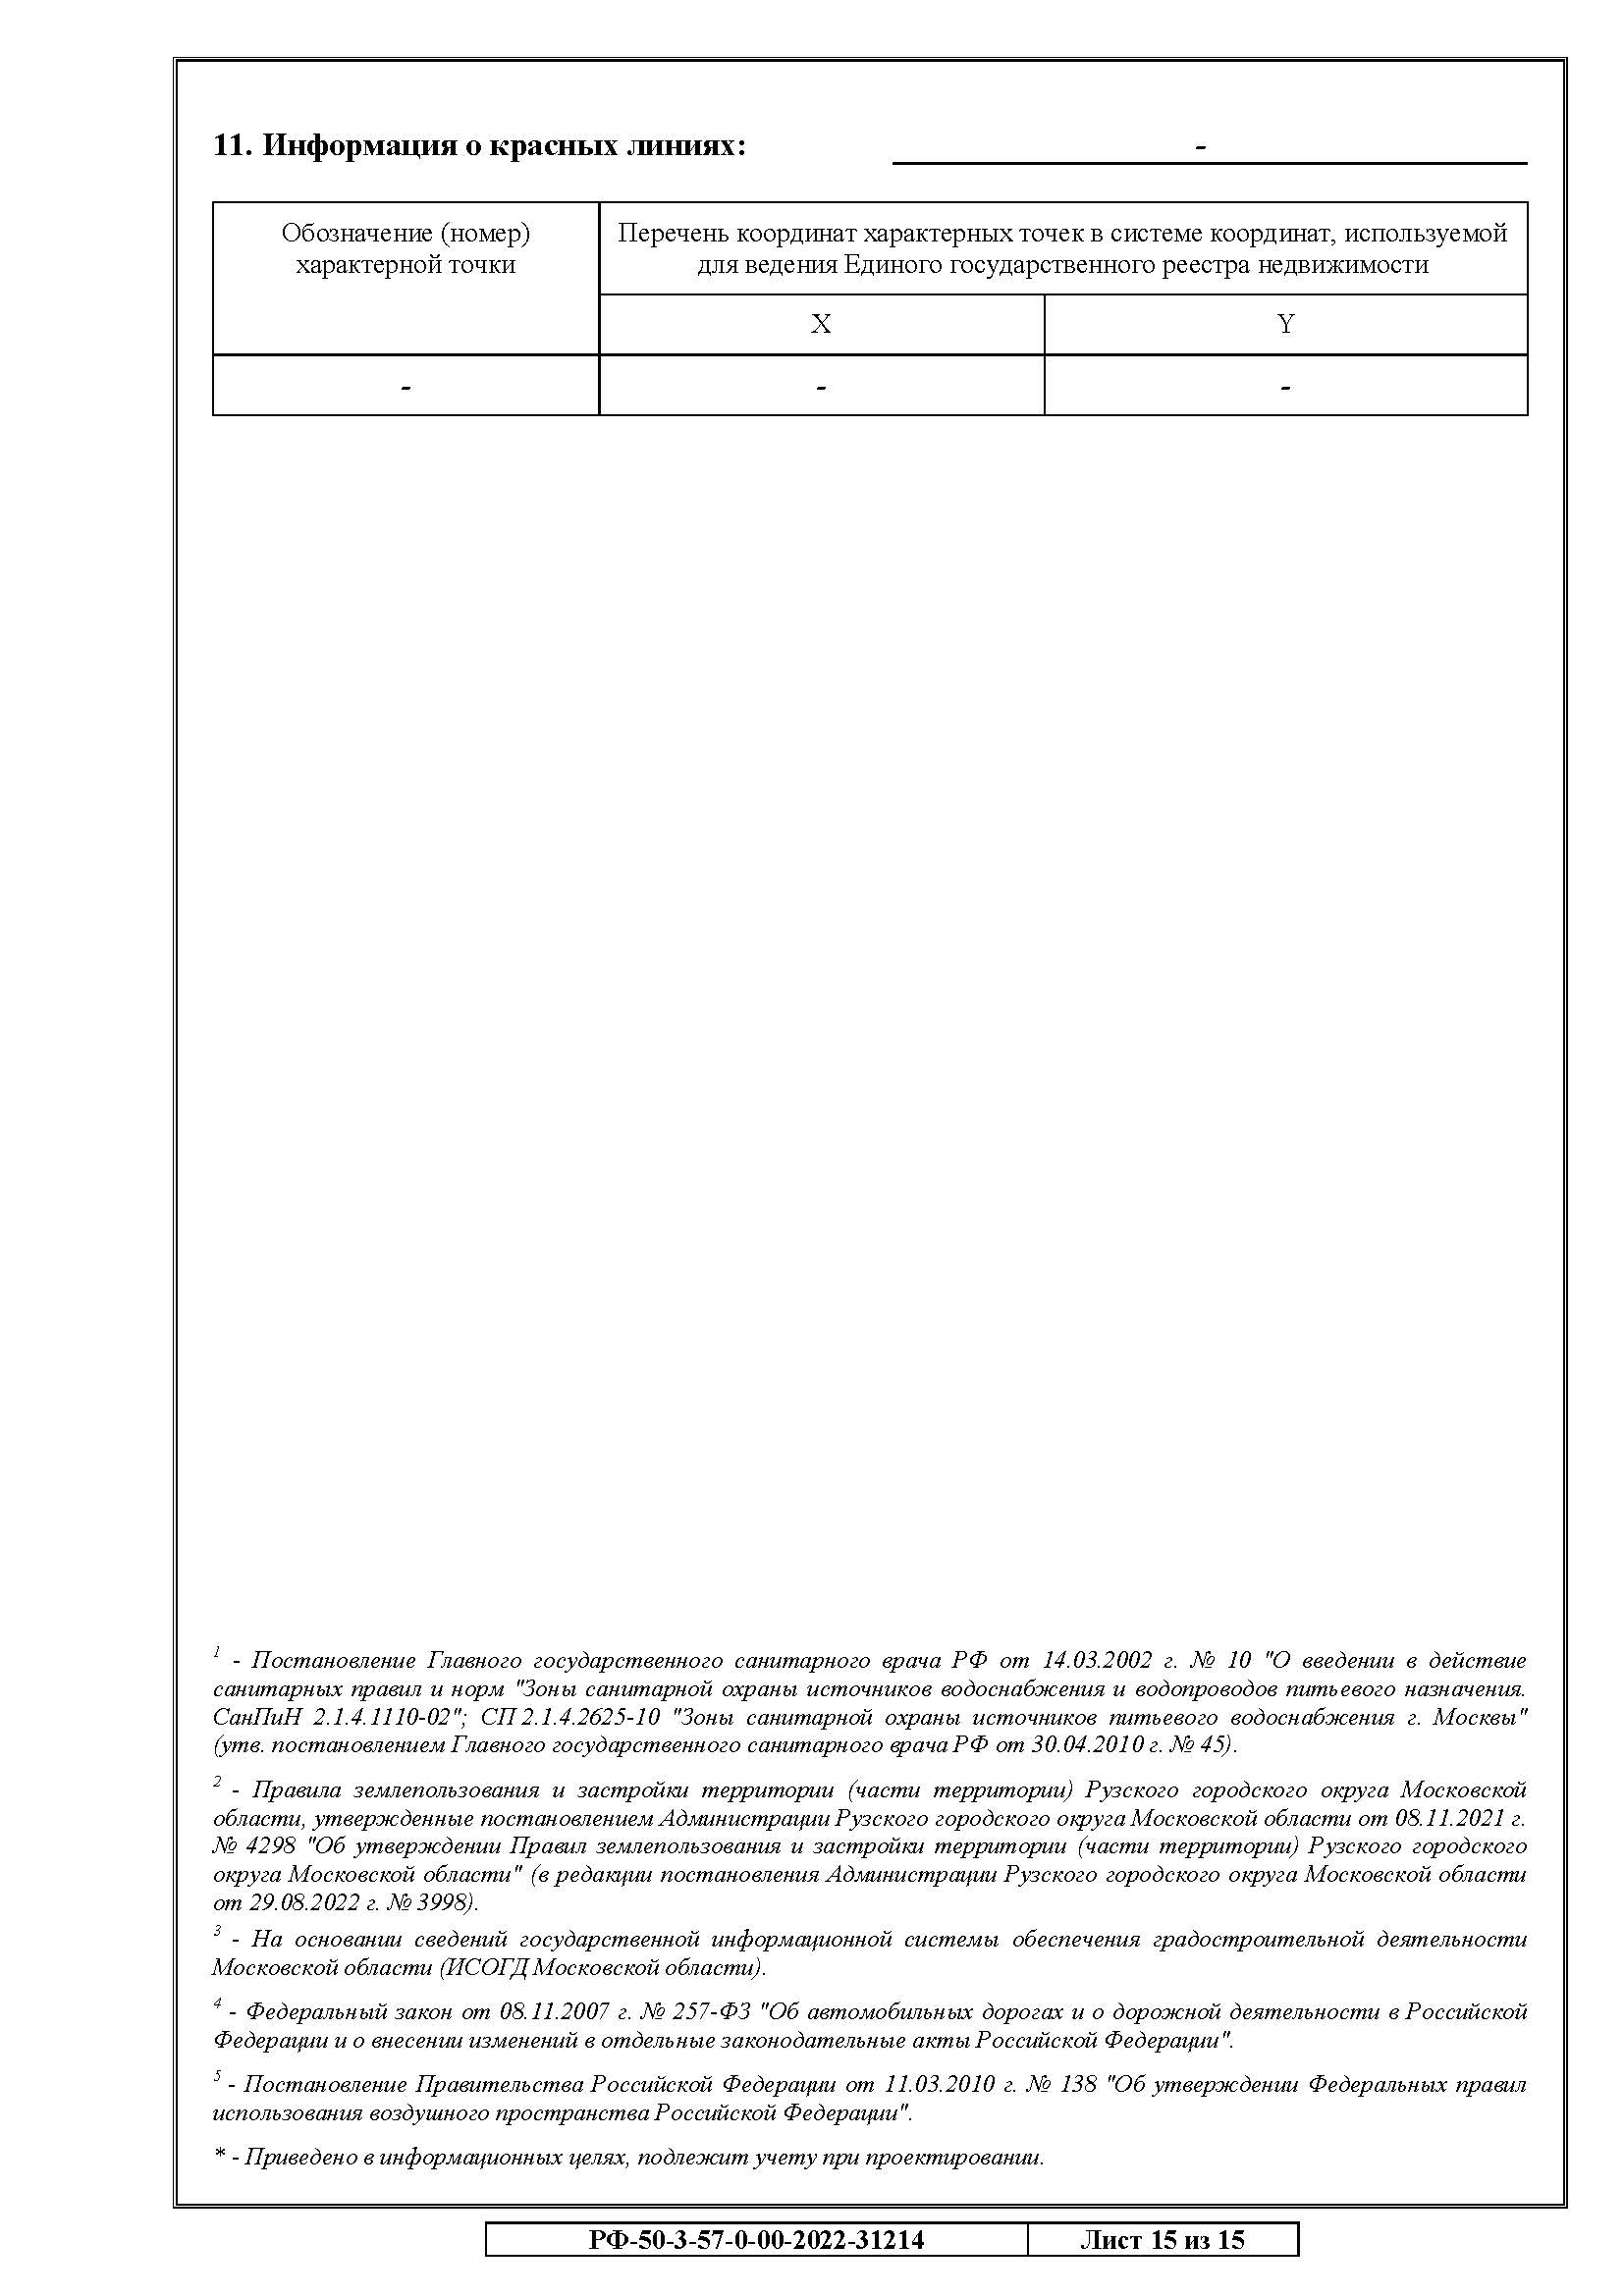 11. Информация о красных линиях:
-
Обозначение (номер)
характерной точки
Перечень координат характерных точек в системе координат, используемой
для ведения Единого государственного реестра недвижимости
X
Y
-
-
-
1 - Постановление Главного государственного санитарного врача РФ от 14.03.2002 г. № 10 "О введении в действие
санитарных правил и норм "Зоны санитарной охраны источников водоснабжения и водопроводов питьевого назначения.
СанПиН 2.1.4.1110-02"; СП 2.1.4.2625-10 "Зоны санитарной охраны источников питьевого водоснабжения г. Москвы"
(утв. постановлением Главного государственного санитарного врача РФ от 30.04.2010 г. № 45).
2 - Правила землепользования и застройки территории (части территории) Рузского городского округа Московской
области, утвержденные постановлением Администрации Рузского городского округа Московской области от 08.11.2021 г.
№ 4298 "Об утверждении Правил землепользования и застройки территории (части территории) Рузского городского
округа Московской области" (в редакции постановления Администрации Рузского городского округа Московской области
от 29.08.2022 г. № 3998).
3 - На основании сведений государственной информационной системы обеспечения градостроительной деятельности
Московской области (ИСОГД Московской области).
4 - Федеральный закон от 08.11.2007 г. № 257-ФЗ "Об автомобильных дорогах и о дорожной деятельности в Российской
Федерации и о внесении изменений в отдельные законодательные акты Российской Федерации".
5 - Постановление Правительства Российской Федерации от 11.03.2010 г. № 138 "Об утверждении Федеральных правил
использования воздушного пространства Российской Федерации".
* - Приведено в информационных целях, подлежит учету при проектировании.
РФ-50-3-57-0-00-2022-31214
Лист 15 из 15